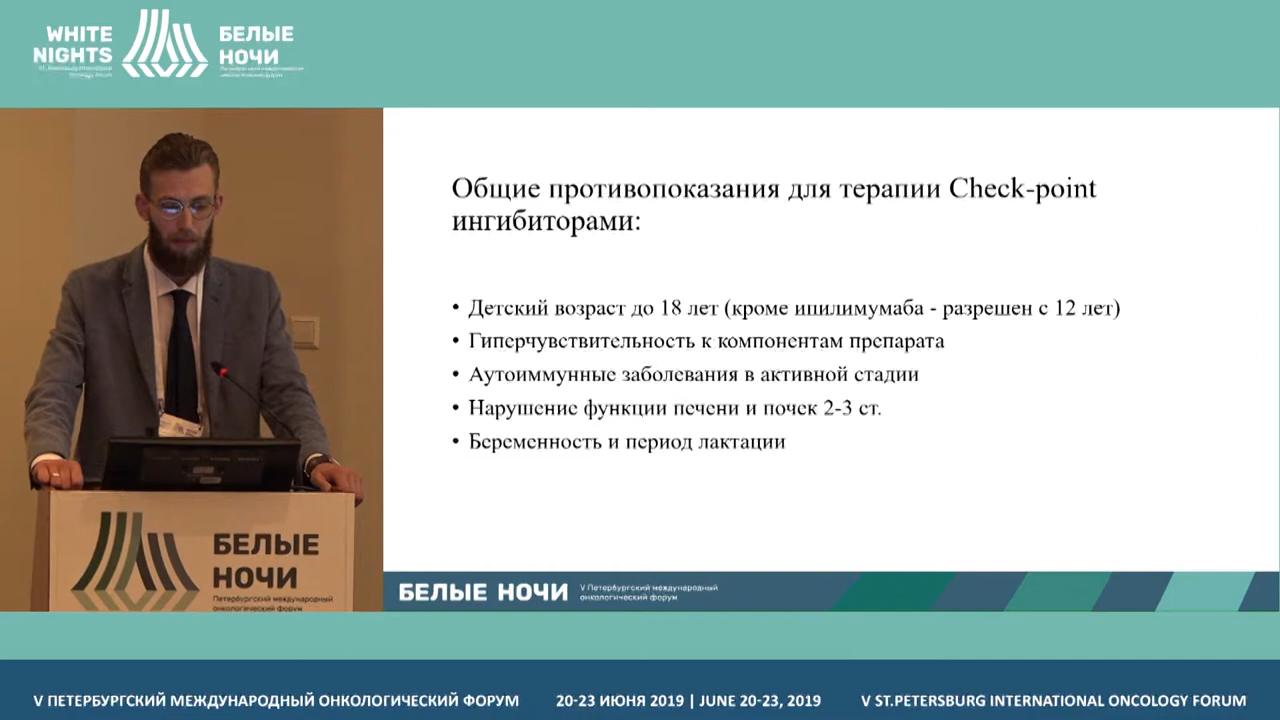 WHITE
NIGHTS
БЕЛЫЕ
НОЧИ
Общие противопоказания для терапии Check-point
ингибиторами:
• Детский возраст до 18 лет (кроме ипилимумаба - разрешен с 12 лет)
• Гиперчувствительность к компонентам препарата
• Аутоиммунные заболевания в активной стадии
• Нарушение функции печени и почек 2-3 ст.
• Беременность и период лактации
БЕЛЫЕ
НОЧИ
Петербургский международный
онкологический форум
БЕЛЫЕ НОЧИ
V Петербургский международный
онкологический форум
V ПЕТЕРБУРГСКИЙ МЕЖДУНАРОДНЫЙ ОНКОЛОГИЧЕСКИЙ ФОРУМ
20-23 ИЮНЯ 2019 | JUNE 20-23, 2019
V ST.PETERSBURG INTERNATIONAL ONCOLOGY FORUM